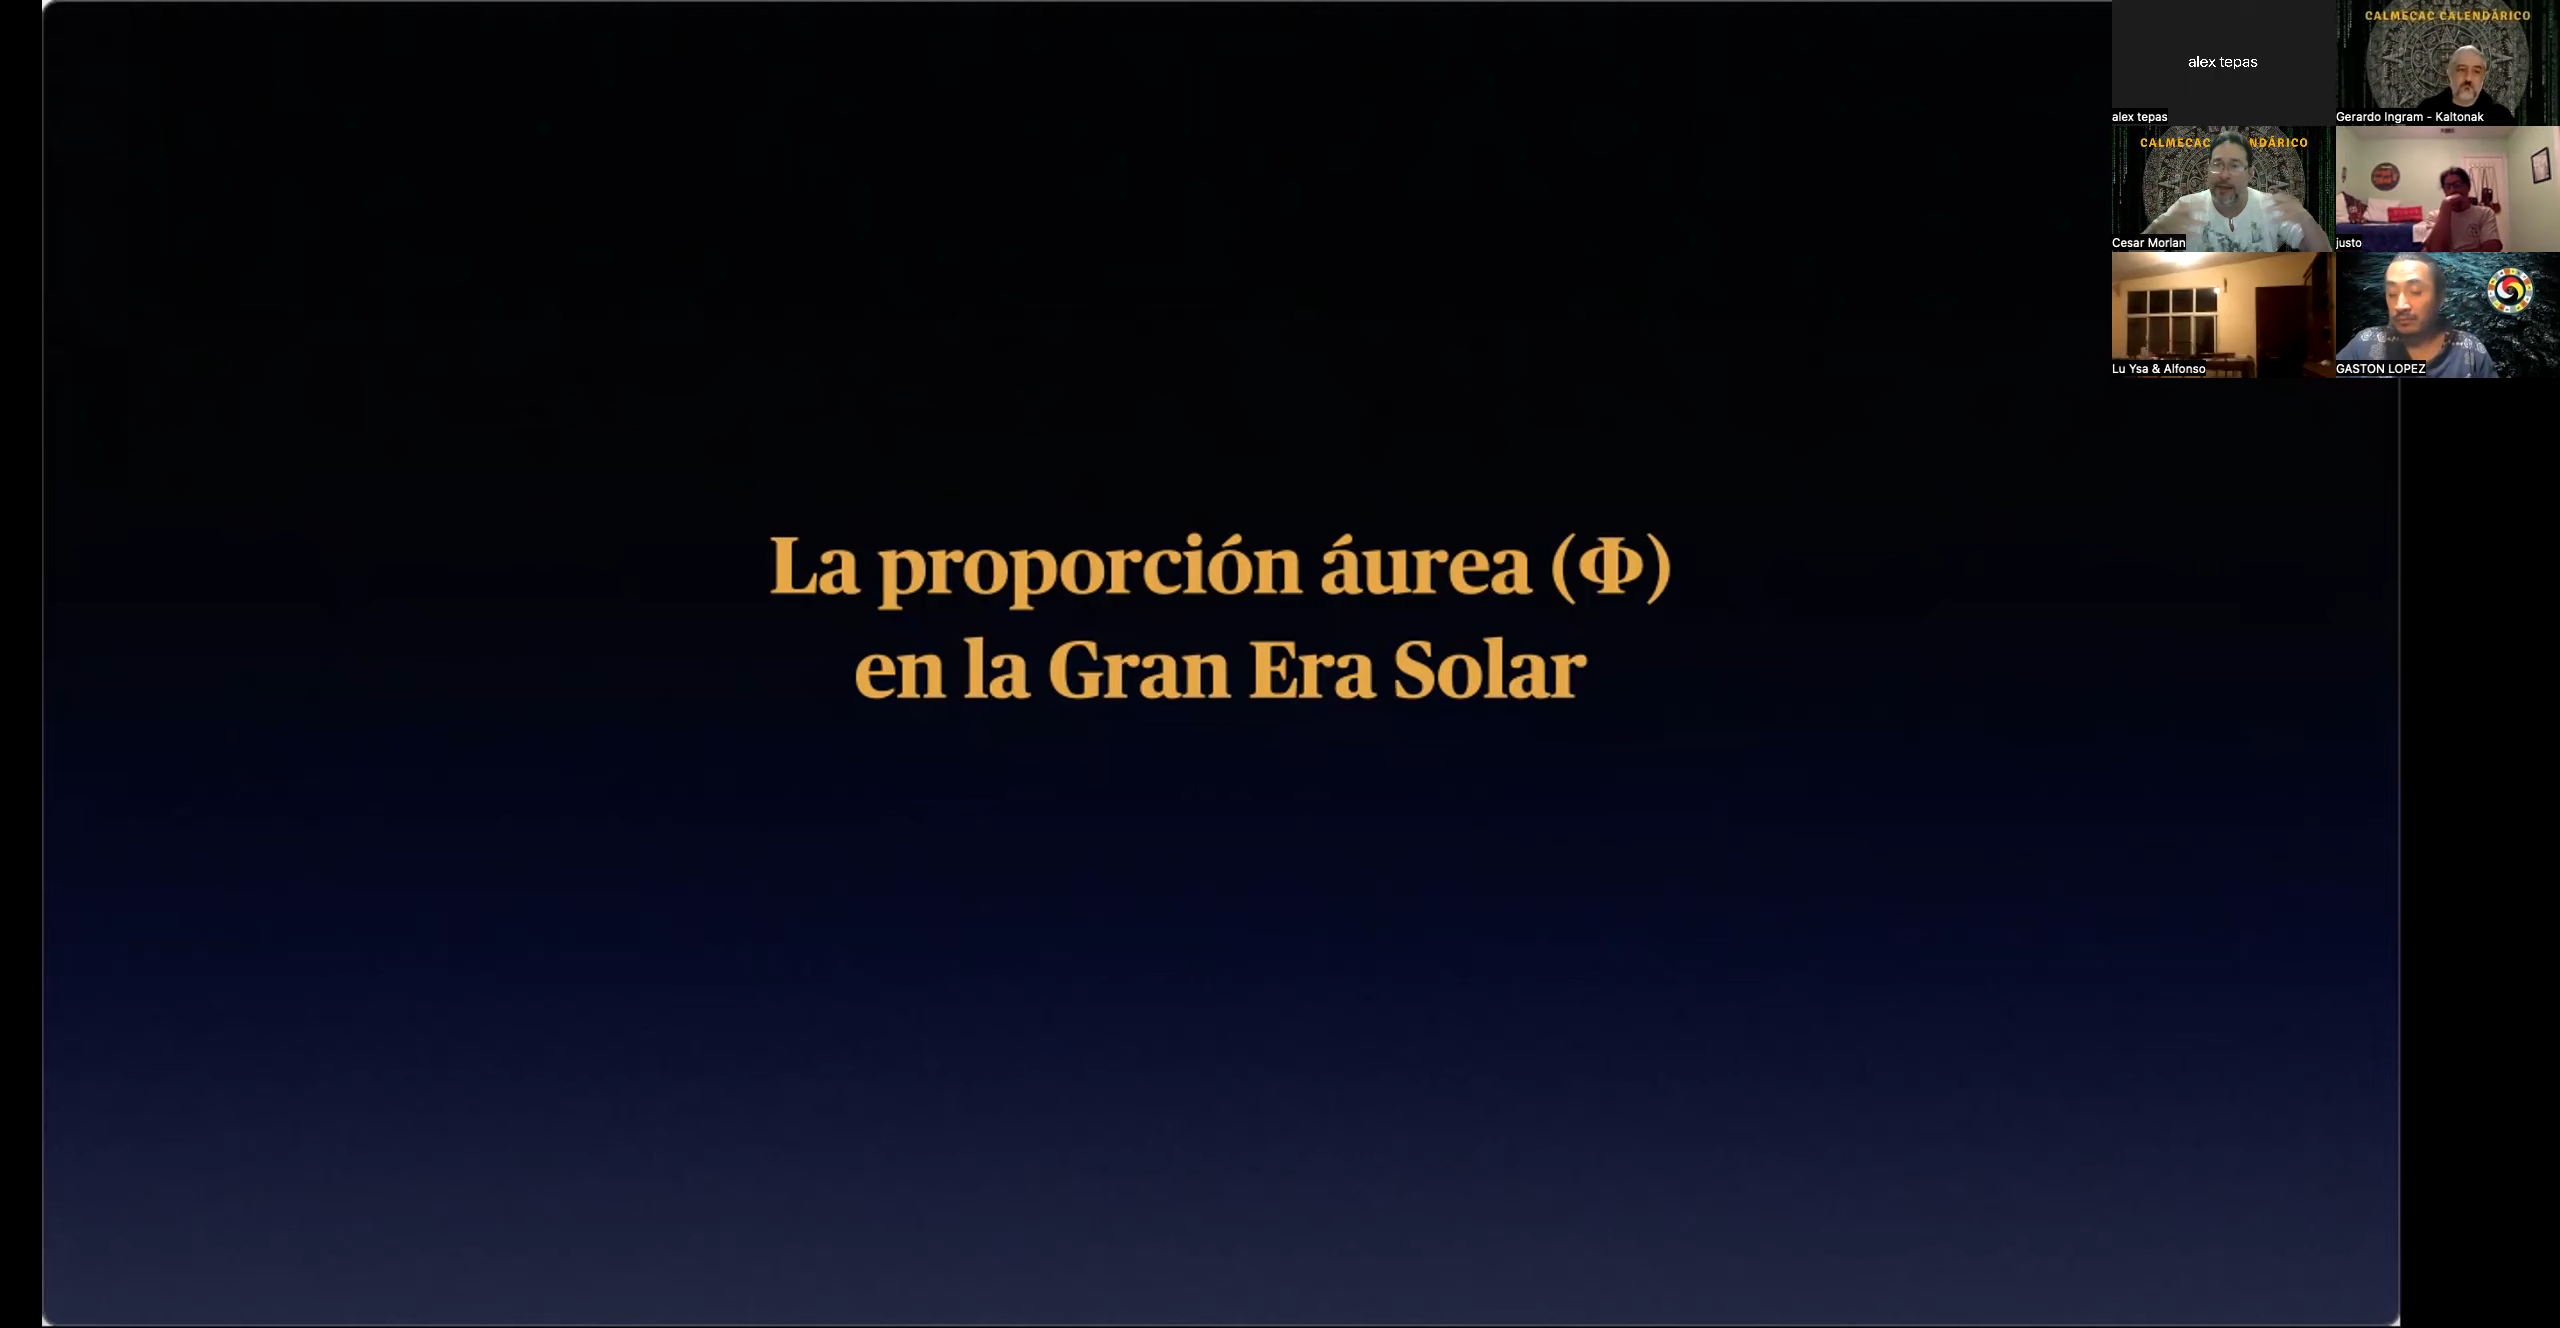 La proporción áurea (Φ)
en la Gran Era Solar
alex tepas
alex tepas
CALMECAC CALENDÁRICO
Gerardo Ingram - Kaltonak
CALMECAC NDÁRICO
Cesar Morlan
justo
Lu Ysa & Alfonso
GASTON LOPEZ